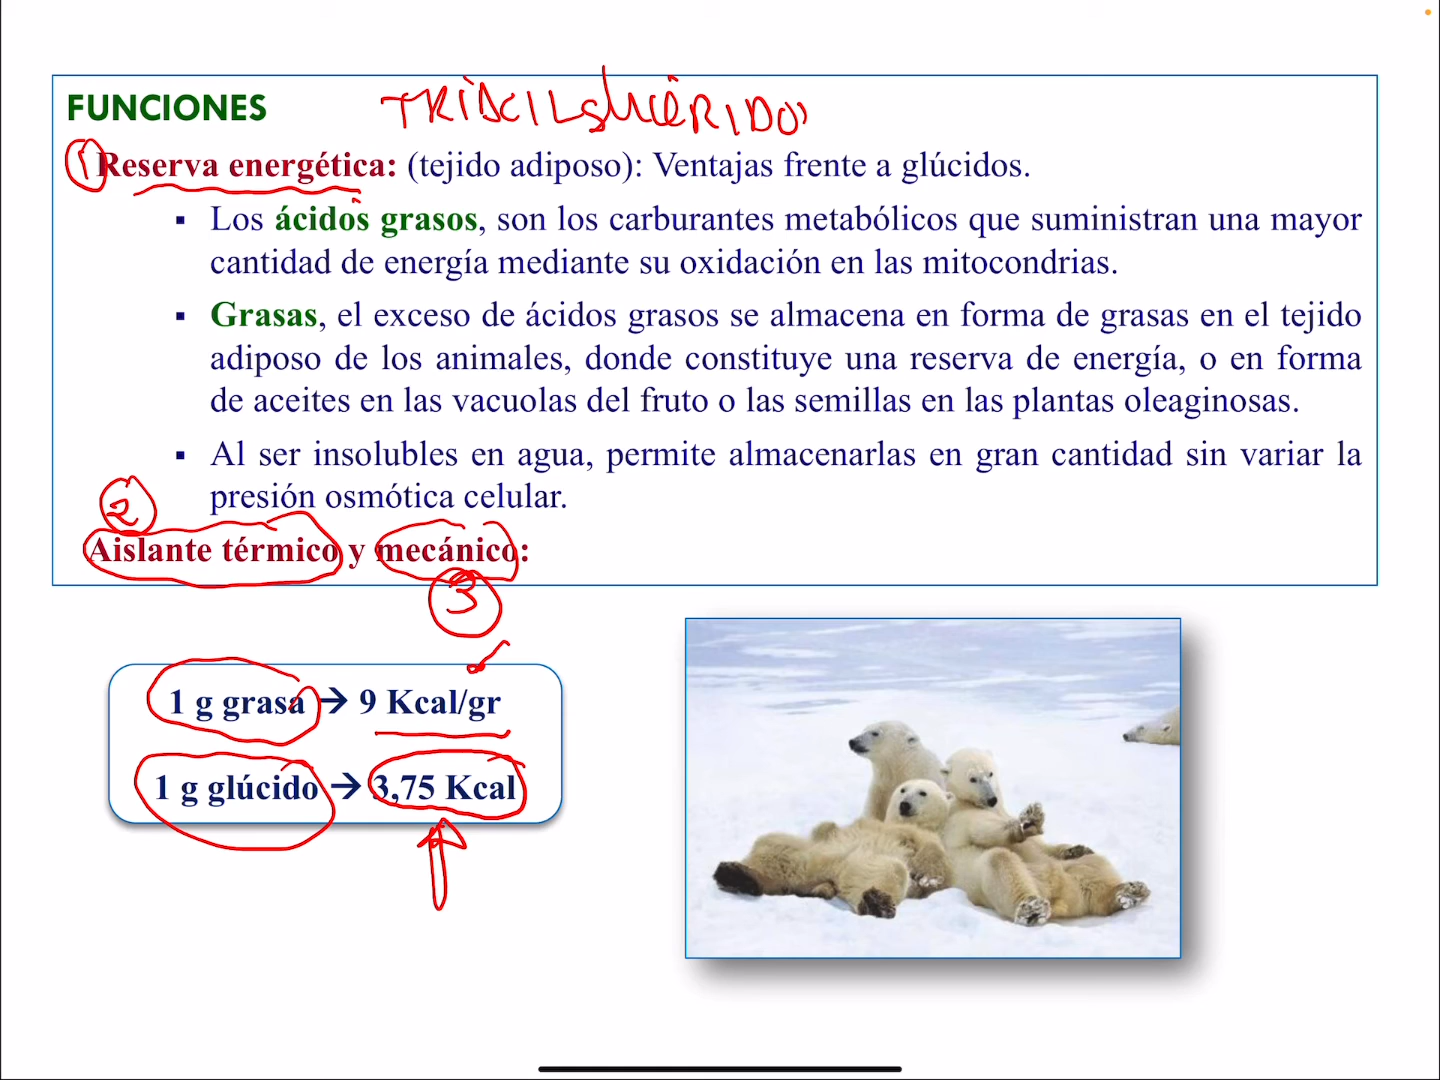 FUNCIONES TRIACILGLICÉRIDOS
1 Reserva energética: (tejido adiposo): Ventajas frente a glúcidos.
▪ Los ácidos grasos, son los carburantes metabólicos que suministran una mayor
cantidad de energía mediante su oxidación en las mitocondrias.
▪ Grasas, el exceso de ácidos grasos se almacena en forma de grasas en el tejido
adiposo de los animales, donde constituye una reserva de energía, o en forma
de aceites en las vacuolas del fruto o las semillas en las plantas oleaginosas.
▪ Al ser insolubles en agua, permite almacenarlas en gran cantidad sin variar la
presión osmótica celular.
2
Aislante térmico y mecánico:
3
1 g grasa → 9 Kcal/gr
1 g glúcido → 3,75 Kcal